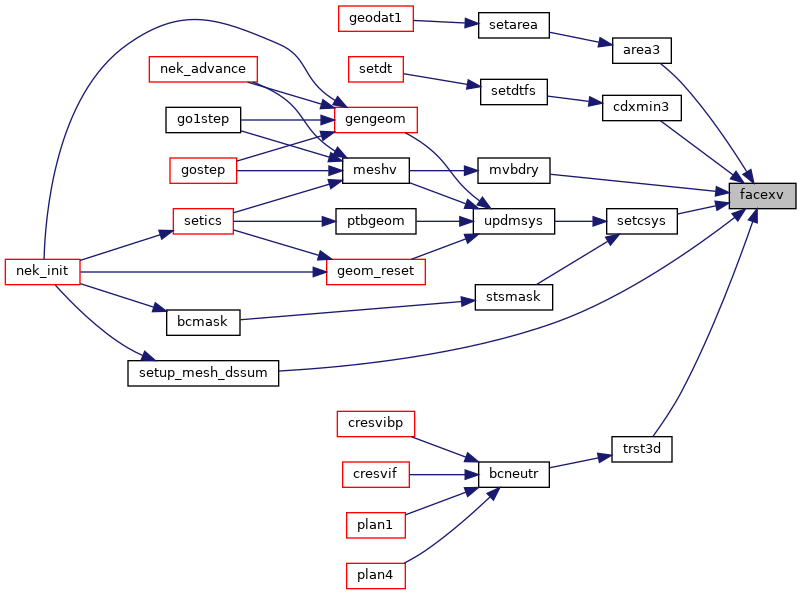 geodat1
setarea
area3
nek_advance
setdt
setdtfs
cdxmin3
go1step
gengeom
gostep
meshv
mvbdry
facexv
setics
ptbgeom
updmsys
setcsys
nek_init
geom_reset
stsmask
bcmask
setup_mesh_dssum
cresvibp
trst3d
cresvif
bcneutr
plan1
plan4